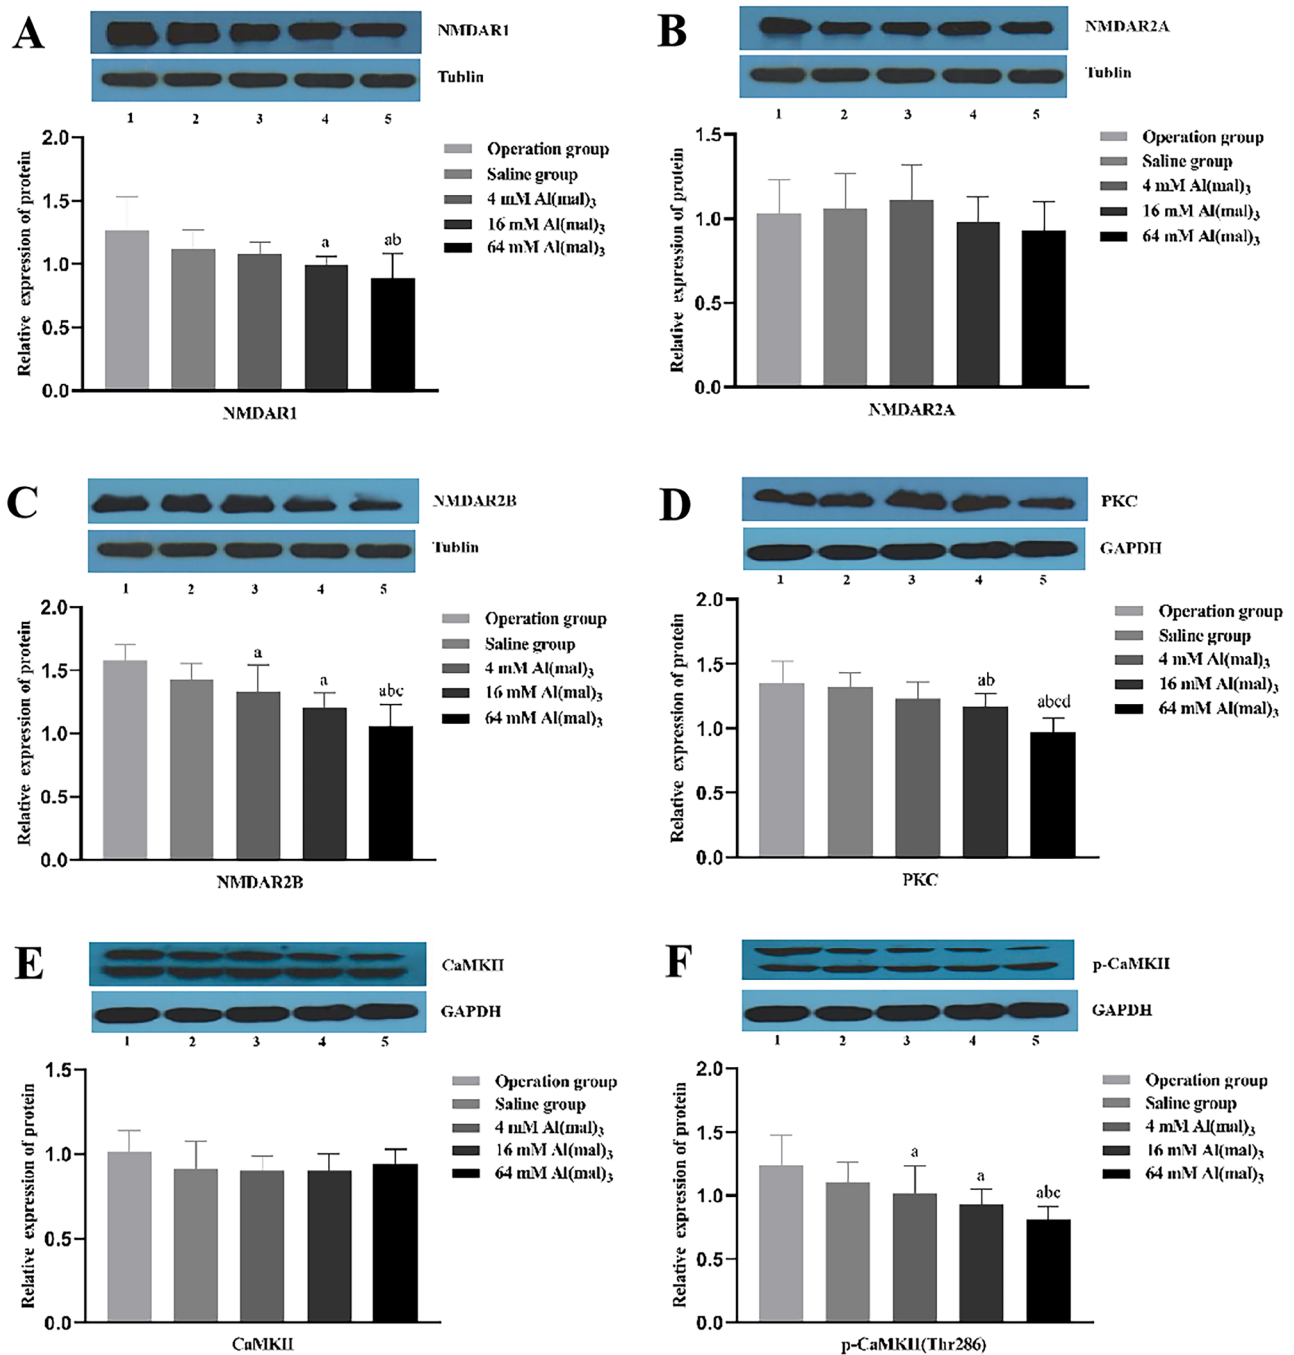 A
NMDAR1
Tublin
1 2 3 4 5
Relative expression of protein
2.0
1.5
1.0
0.5
0.0
a
ab
Operation group
Saline group
4 mM Al(mal)3
16 mM Al(mal)3
64 mM Al(mal)3
NMDAR1
B
NMDAR2A
Tublin
1 2 3 4 5
Relative expression of protein
1.5
1.0
0.5
0.0
Operation group
Saline group
4 mM Al(mal)3
16 mM Al(mal)3
64 mM Al(mal)3
NMDAR2A
C
NMDAR2B
Tublin
1 2 3 4 5
Relative expression of protein
2.0
1.5
1.0
0.5
0.0
a
a
abc
Operation group
Saline group
4 mM Al(mal)3
16 mM Al(mal)3
64 mM Al(mal)3
NMDAR2B
D
PKC
GAPDH
1 2 3 4 5
Relative expression of protein
2.0
1.5
1.0
0.5
0.0
ab
abcd
Operation group
Saline group
4 mM Al(mal)3
16 mM Al(mal)3
64 mM Al(mal)3
PKC
E
CaMKII
GAPDH
1 2 3 4 5
Relative expression of protein
1.5
1.0
0.5
0.0
Operation group
Saline group
4 mM Al(mal)3
16 mM Al(mal)3
64 mM Al(mal)3
CaMKII
F
p-CaMKII
GAPDH
1 2 3 4 5
Relative expression of protein
2.0
1.5
1.0
0.5
0.0
a
a
abc
Operation group
Saline group
4 mM Al(mal)3
16 mM Al(mal)3
64 mM Al(mal)3
p-CaMKII(Thr286)